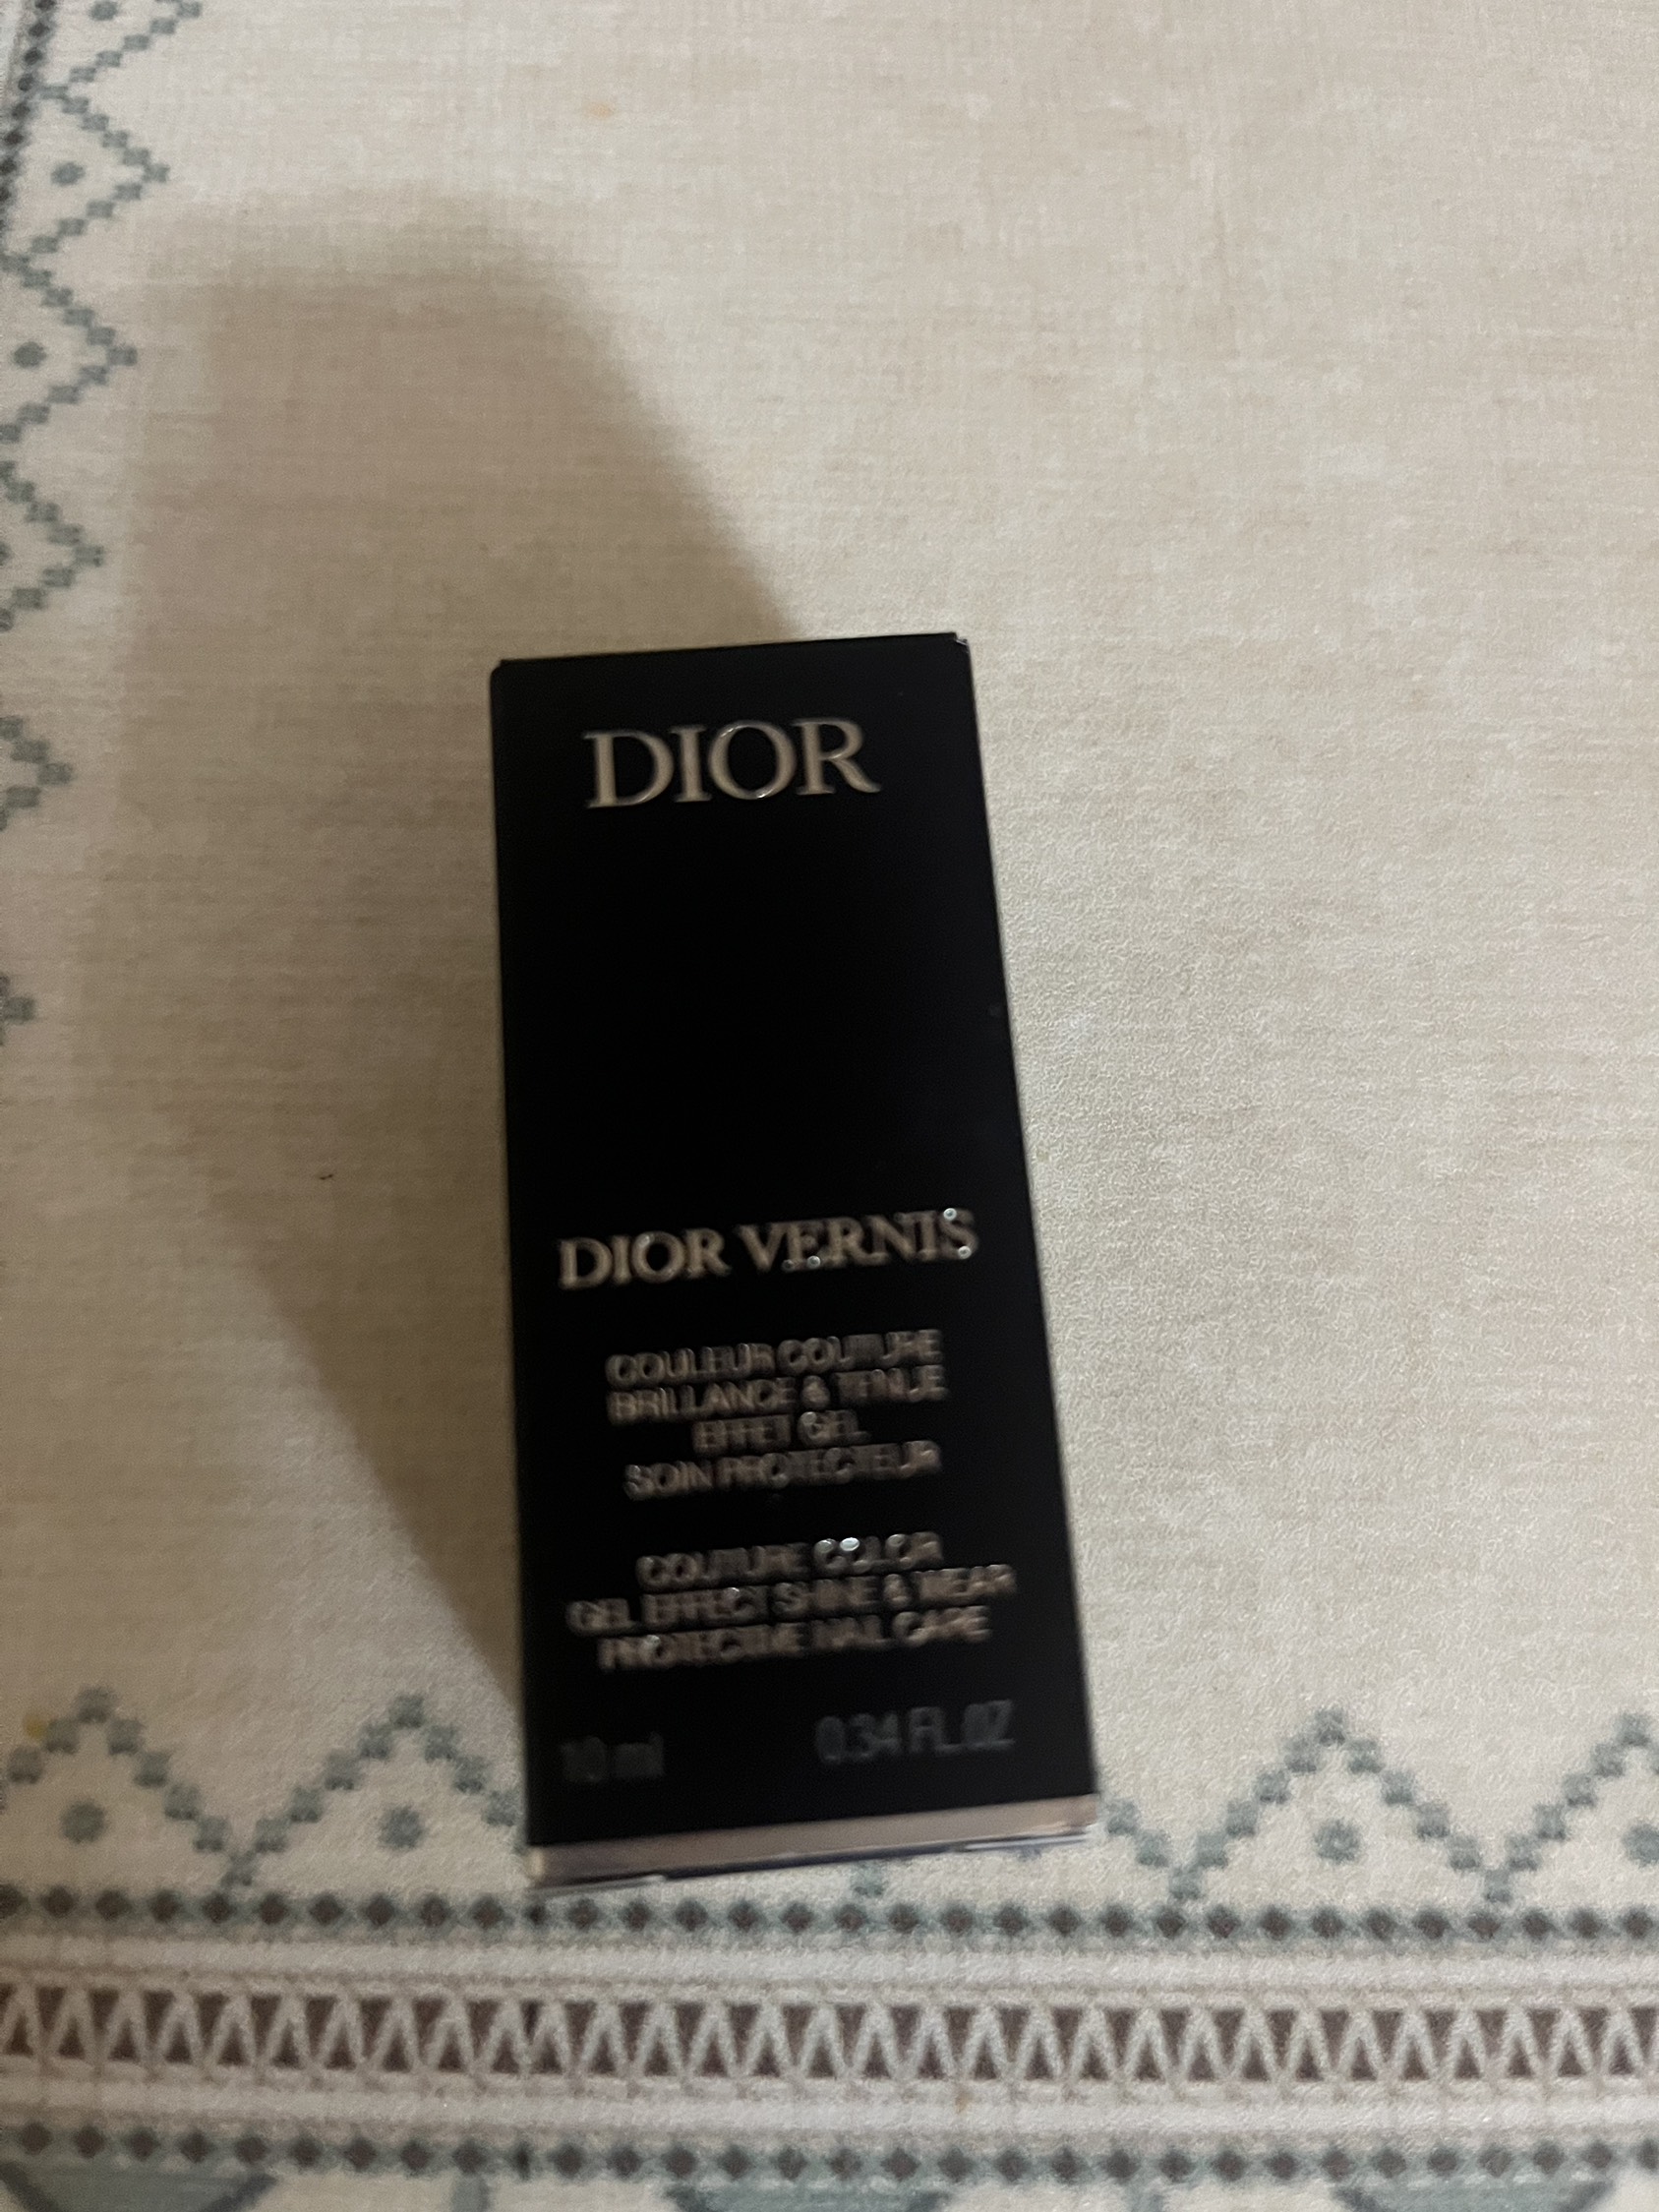 DIOR
DIOR VERNIS
COULEUR COUTURE
BRILLANCE & TENUE
EFFET GEL
SOIN PROTECTEUR
COUTURE COLOR
GEL EFFECT SHINE & WEAR
PROTECTIVE NAIL CARE
10 ml 0.34 FL.OZ